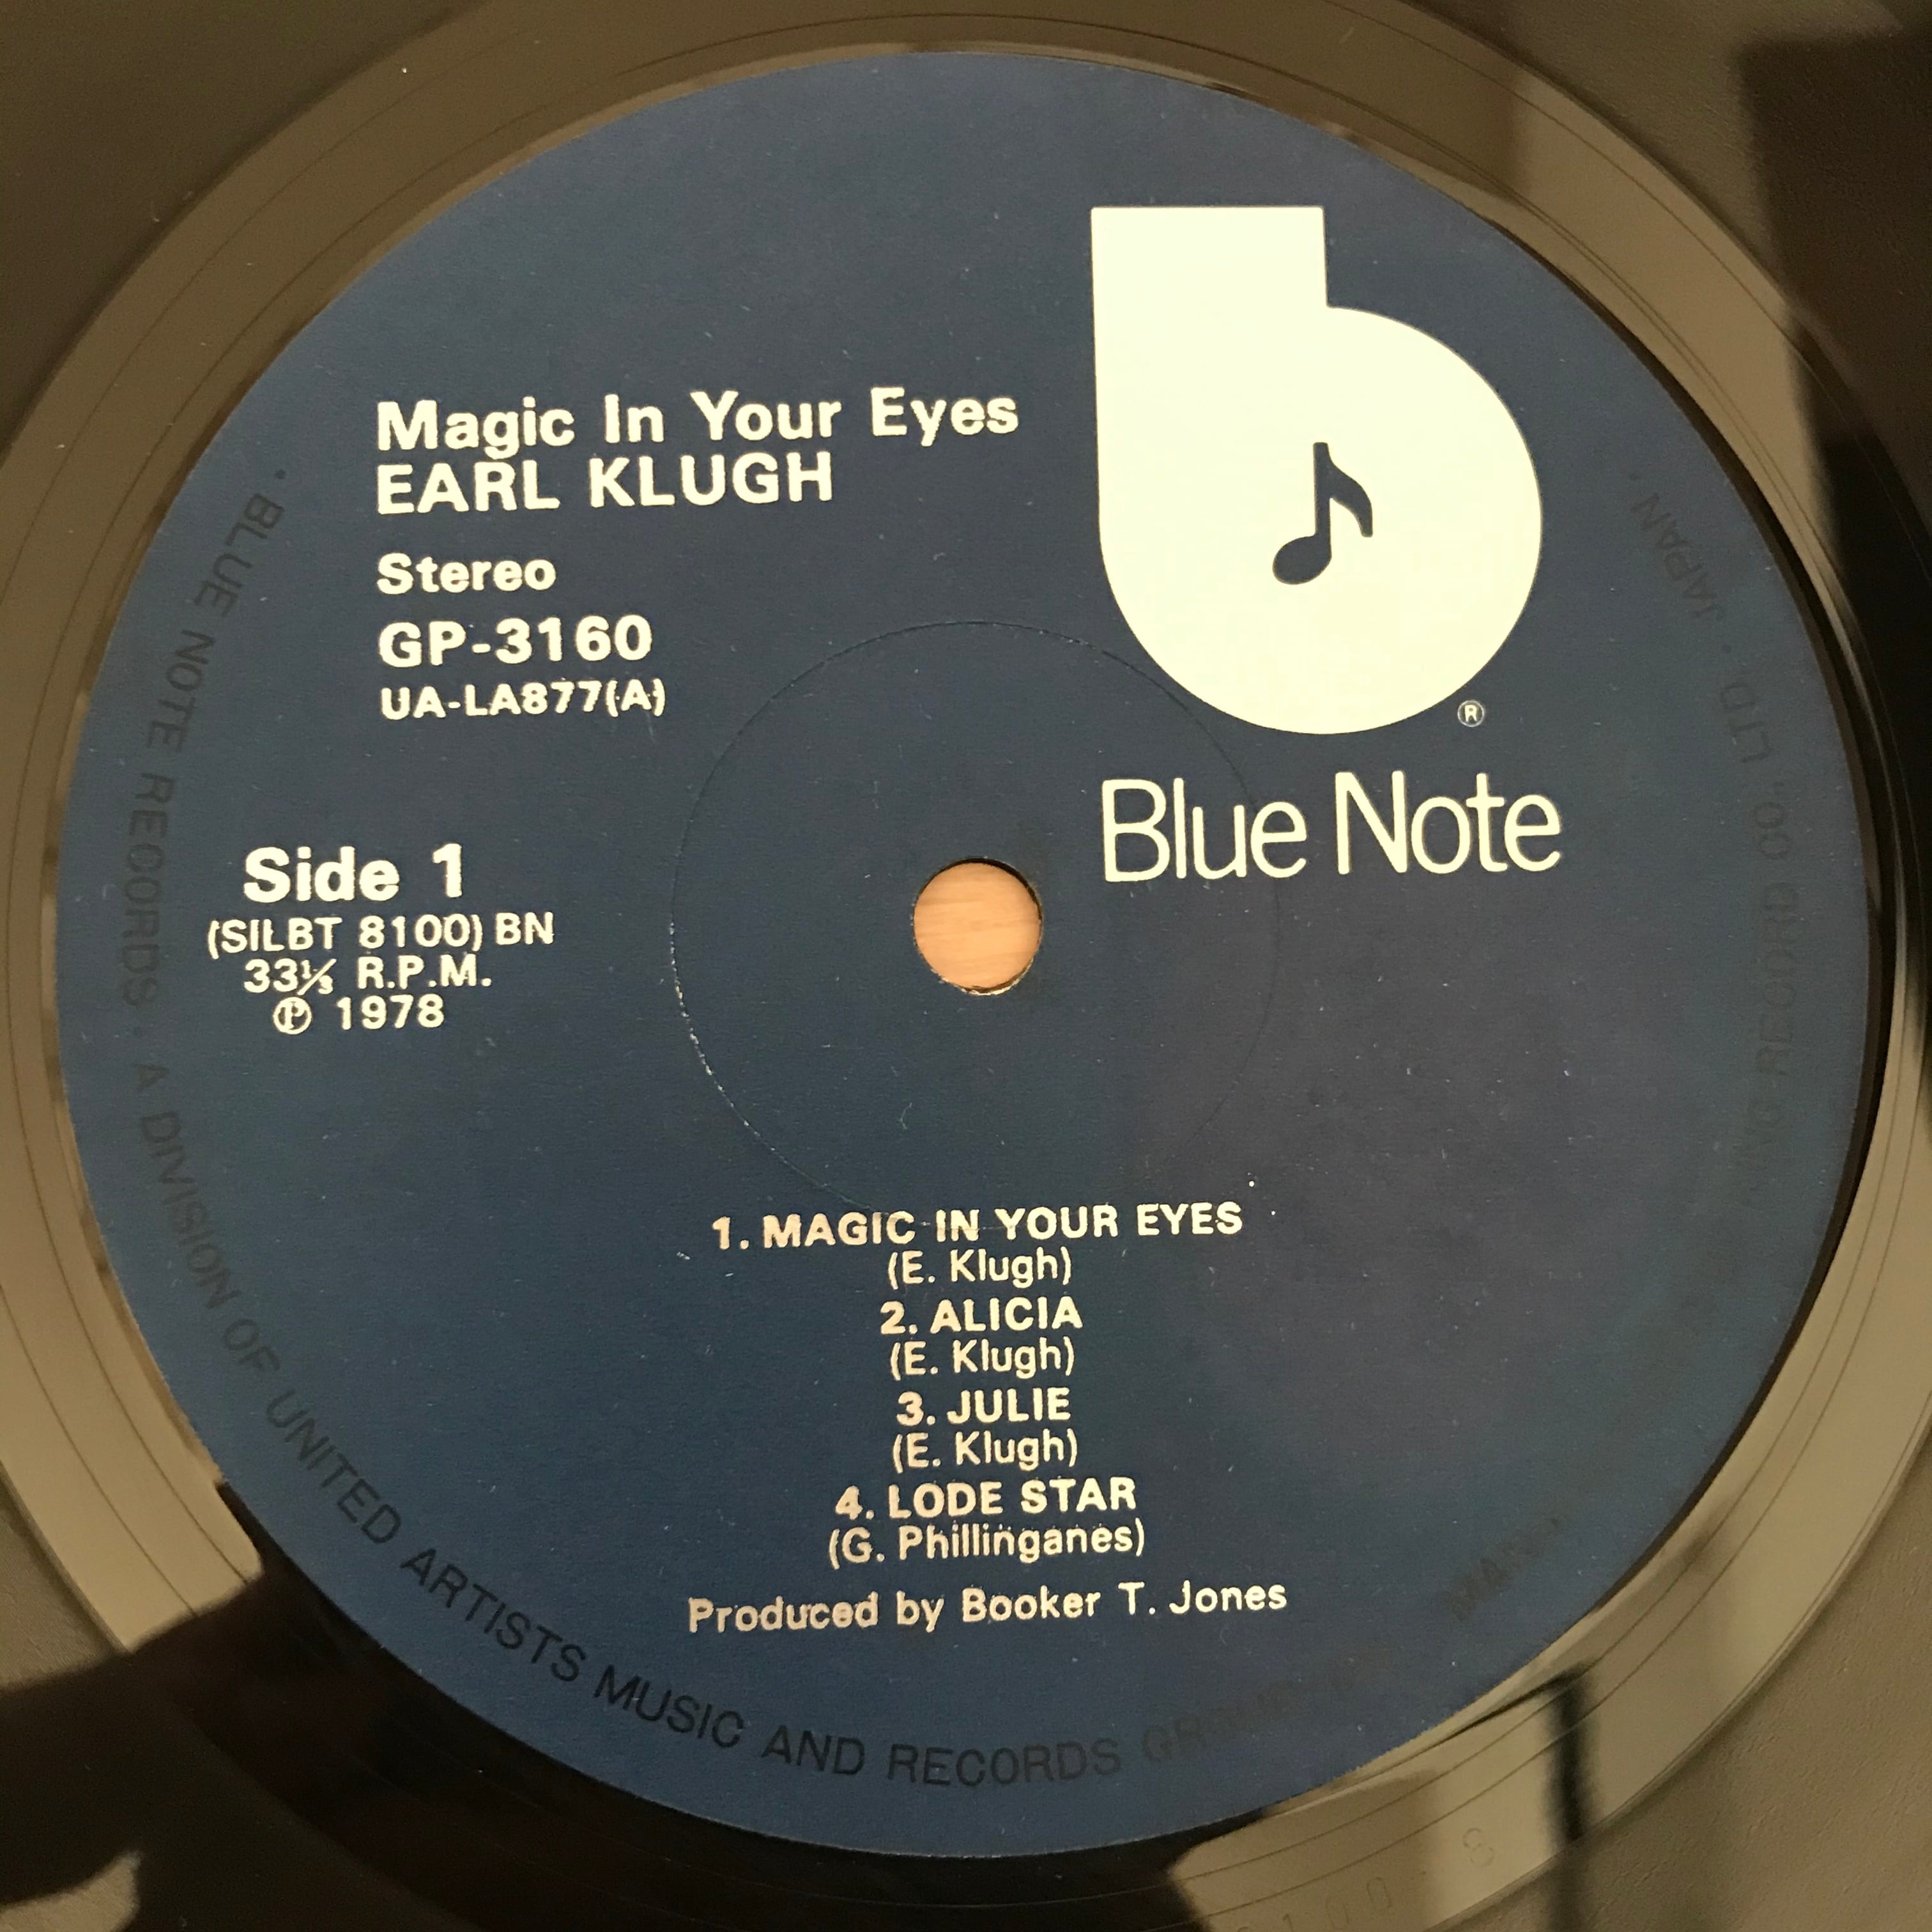 Magic In Your Eyes
EARL KLUGH
Stereo
GP-3160
UA-LA877(A)
®
Blue Note
Side 1
(SILBT 8100) BN
33⅓ R.P.M.
℗ 1978
1. MAGIC IN YOUR EYES
(E. Klugh)
2. ALICIA
(E. Klugh)
3. JULIE
(E. Klugh)
4. LODE STAR
(G. Phillinganes)
Produced by Booker T. Jones
· BLUE NOTE RECORDS · A DIVISION OF UNITED ARTISTS MUSIC AND RECORDS GROUP
RECORD CO., LTD · JAPAN ·